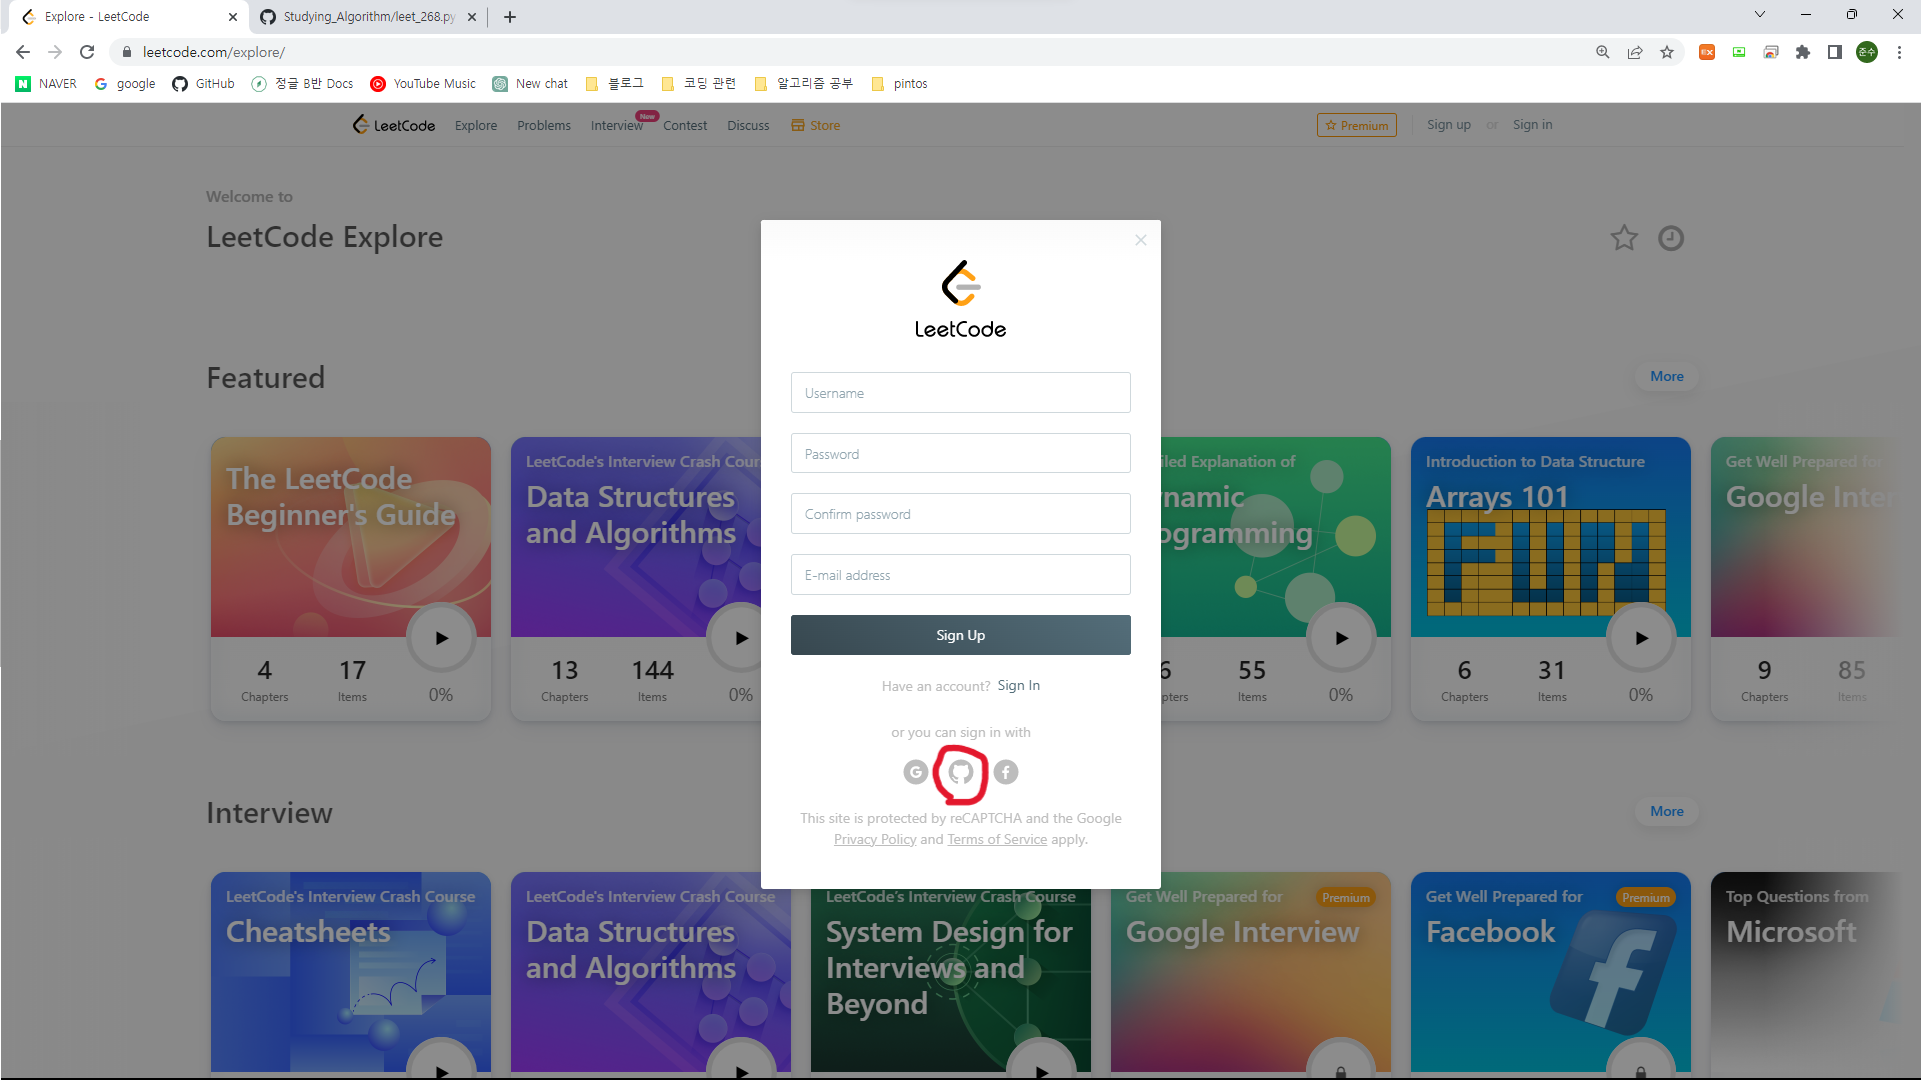 Explore - LeetCode
Studying_Algorithm/leet_268.py
leetcode.com/explore/
EX
준수
NAVER
google
GitHub
정글 B반 Docs
YouTube Music
New chat
블로그
코딩 관련
알고리즘 공부
pintos
LeetCode
Explore
Problems
Interview
New
Contest
Discuss
Store
Premium
Sign up or Sign in
Welcome to
LeetCode Explore
LeetCode
Username
Password
Confirm password
E-mail address
Sign Up
Have an account? Sign In
or you can sign in with
This site is protected by reCAPTCHA and the Google
Privacy Policy and Terms of Service apply.
Featured
More
The LeetCode
Beginner's Guide
4
Chapters
17
Items
0%
LeetCode's Interview Crash Cour
Data Structures
and Algorithms
13
Chapters
144
Items
0%
iled Explanation of
namic
ogramming
6
pters
55
Items
0%
Introduction to Data Structure
Arrays 101
FUN
6
Chapters
31
Items
0%
Get Well Prepared for
Google Inter
9
Chapters
85
Items
Interview
More
LeetCode's Interview Crash Course
Cheatsheets
LeetCode's Interview Crash Course
Data Structures
and Algorithms
LeetCode's Interview Crash Course
System Design for
Interviews and
Beyond
Get Well Prepared for
Premium
Google Interview
Get Well Prepared for
Premium
Facebook
Top Questions from
Microsoft